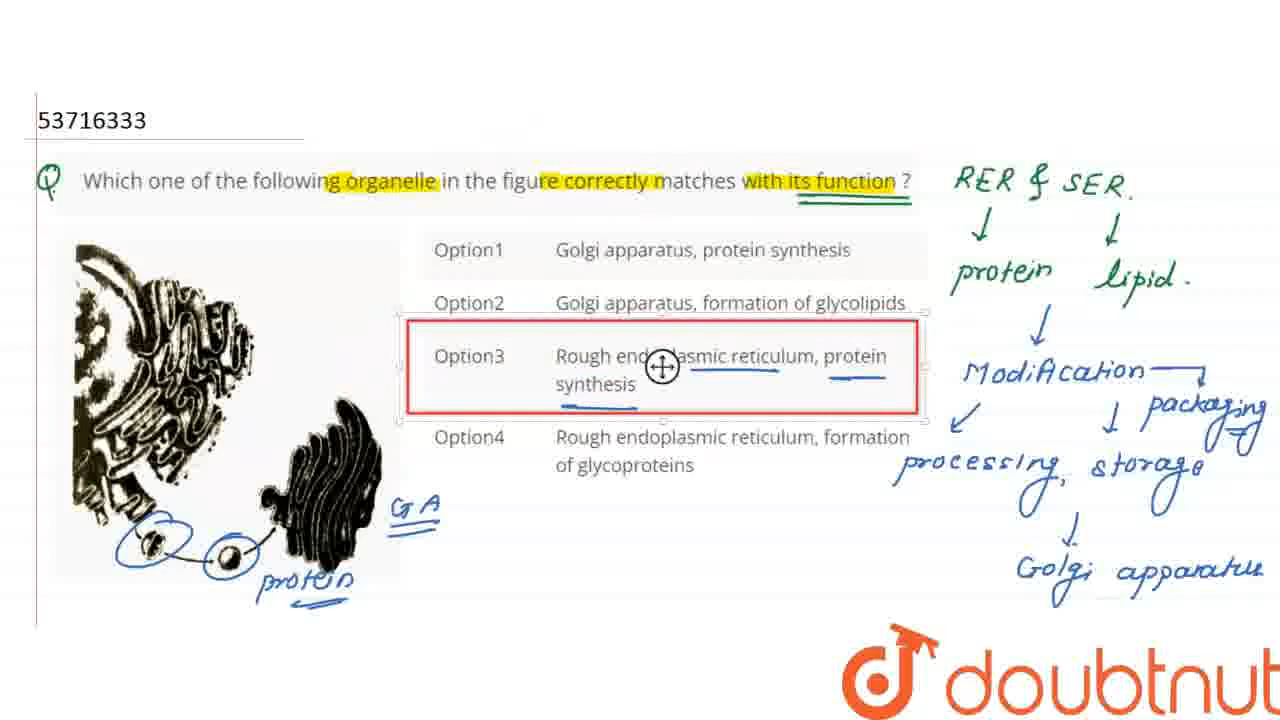 53716333
Q Which one of the following organelle in the figure correctly matches with its function ?
Option1 Golgi apparatus, protein synthesis
Option2 Golgi apparatus, formation of glycolipids
Option3 Rough endoplasmic reticulum, protein
synthesis
Option4 Rough endoplasmic reticulum, formation
of glycoproteins
GA
protein
RER & SER.
protein lipid.
Modification
packaging
processing, storage
Golgi apparatus
doubtnut